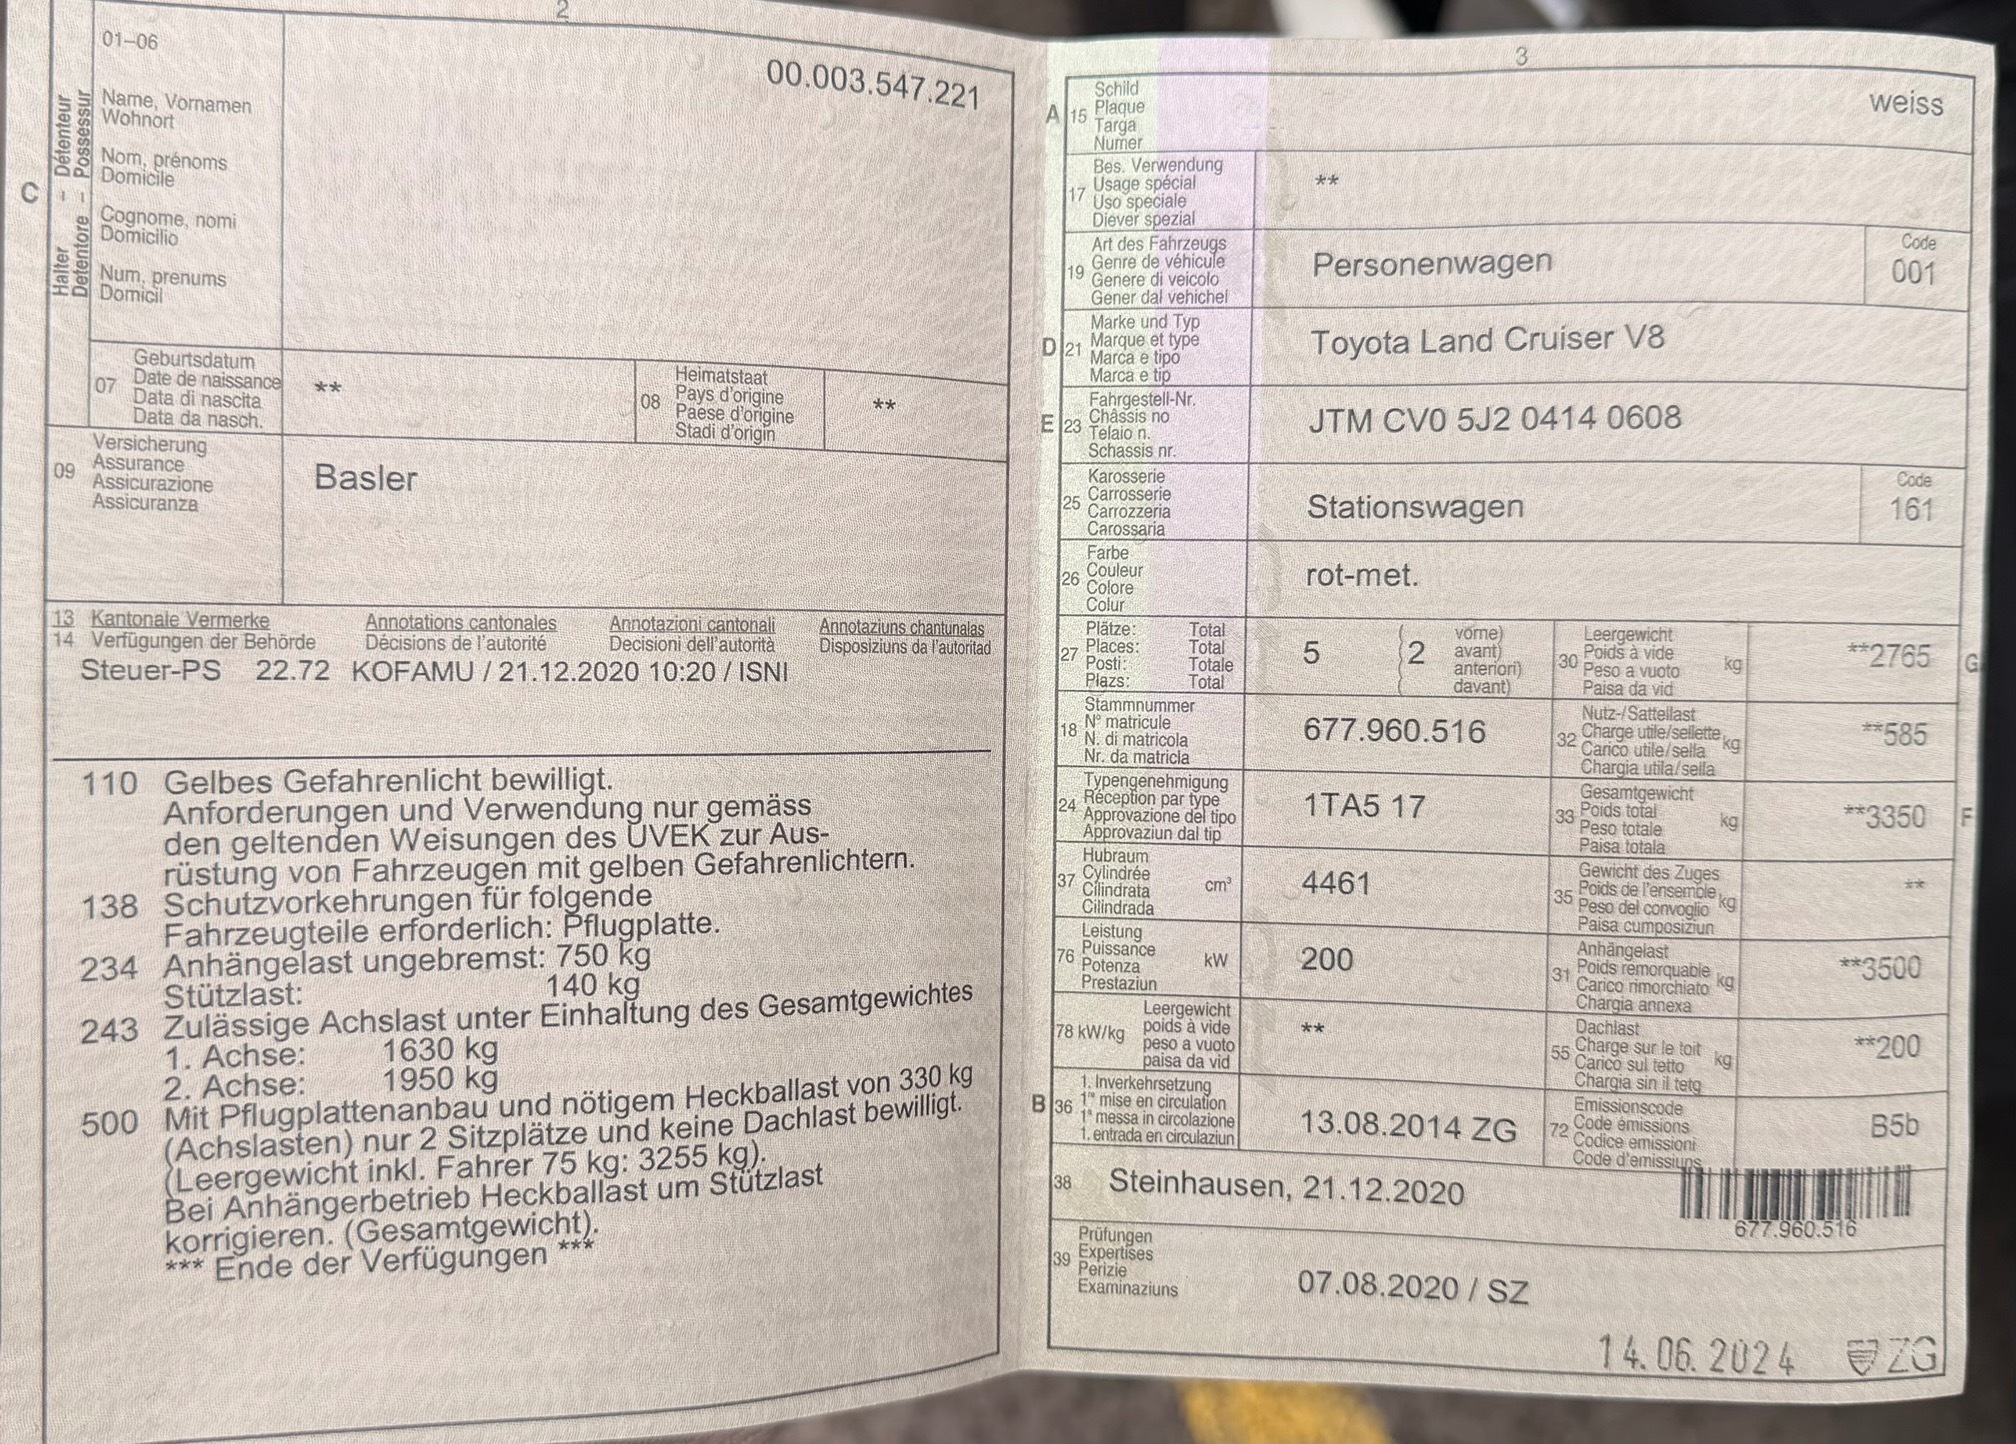 2
01–06
00.003.547.221
C
Halter – Détenteur
Detentore – Possessur
Name, Vornamen
Wohnort
Nom, prénoms
Domicile
Cognome, nomi
Domicilio
Num, prenums
Domicil
07
Geburtsdatum
Date de naissance
Data di nascita
Data da nasch.
**
08
Heimatstaat
Pays d'origine
Paese d'origine
Stadi d'origin
**
09
Versicherung
Assurance
Assicurazione
Assicuranza
Basler
13 Kantonale Vermerke Annotations cantonales Annotazioni cantonali Annotaziuns chantunalas
14 Verfügungen der Behörde Décisions de l'autorité Decisioni dell'autorità Disposiziuns da l'autoritad
Steuer-PS 22.72 KOFAMU / 21.12.2020 10:20 / ISNI
110 Gelbes Gefahrenlicht bewilligt.
Anforderungen und Verwendung nur gemäss
den geltenden Weisungen des UVEK zur Aus-
rüstung von Fahrzeugen mit gelben Gefahrenlichtern.
138 Schutzvorkehrungen für folgende
Fahrzeugteile erforderlich: Pflugplatte.
234 Anhängelast ungebremst: 750 kg
Stützlast: 140 kg
243 Zulässige Achslast unter Einhaltung des Gesamtgewichtes
1. Achse: 1630 kg
2. Achse: 1950 kg
500 Mit Pflugplattenanbau und nötigem Heckballast von 330 kg
(Achslasten) nur 2 Sitzplätze und keine Dachlast bewilligt.
(Leergewicht inkl. Fahrer 75 kg: 3255 kg).
Bei Anhängerbetrieb Heckballast um Stützlast
korrigieren. (Gesamtgewicht).
*** Ende der Verfügungen ***
3
A 15
Schild
Plaque
Targa
Numer
weiss
17
Bes. Verwendung
Usage spécial
Uso speciale
Diever spezial
**
19
Art des Fahrzeugs
Genre de véhicule
Genere di veicolo
Gener dal vehichel
Personenwagen
Code
001
D 21
Marke und Typ
Marque et type
Marca e tipo
Marca e tip
Toyota Land Cruiser V8
E 23
Fahrgestell-Nr.
Châssis no
Telaio n.
Schassis nr.
JTM CV0 5J2 0414 0608
25
Karosserie
Carrosserie
Carrozzeria
Carossaria
Stationswagen
Code
161
26
Farbe
Couleur
Colore
Colur
rot-met.
27
Plätze: Total
Places: Total
Posti: Totale
Plazs: Total
5
(2
vorne)
avant)
anteriori)
davant)
30
Leergewicht
Poids à vide
Peso a vuoto
Paisa da vid
kg
**2765
G
18
Stammnummer
N° matricule
N. di matricola
Nr. da matricla
677.960.516
32
Nutz-/Sattellast
Charge utile/sellette
Carico utile/sella
Chargia utila/sella
kg
**585
24
Typengenehmigung
Réception par type
Approvazione del tipo
Approvaziun dal tip
1TA5 17
33
Gesamtgewicht
Poids total
Peso totale
Paisa totala
kg
**3350
F
37
Hubraum
Cylindrée
Cilindrata
Cilindrada
cm³
4461
35
Gewicht des Zuges
Poids de l'ensemble
Peso del convoglio
Paisa cumposiziun
kg
**
76
Leistung
Puissance
Potenza
Prestaziun
kW
200
31
Anhängelast
Poids remorquable
Carico rimorchiato
Chargia annexa
kg
**3500
78 kW/kg
Leergewicht
poids à vide
peso a vuoto
paisa da vid
**
55
Dachlast
Charge sur le toit
Carico sul tetto
Chargia sin il tetg
kg
**200
B 36
1. Inverkehrsetzung
1re mise en circulation
1a messa in circolazione
1. entrada en circulaziun
13.08.2014 ZG
72
Emissionscode
Code émissions
Codice emissioni
Code d'emissiuns
B5b
38
Steinhausen, 21.12.2020
677.960.516
39
Prüfungen
Expertises
Perizie
Examinaziuns
07.08.2020 / SZ
14.06.2024 ZG